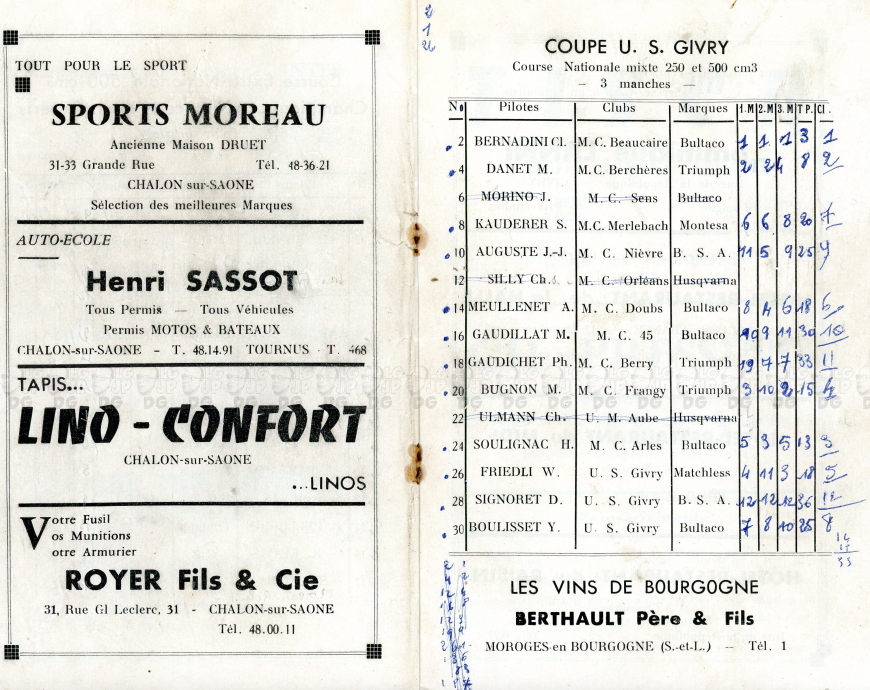 TOUT POUR LE SPORT
SPORTS MOREAU
Ancienne Maison DRUET
31-33 Grande Rue Tél. 48-36-21
CHALON sur-SAONE
Sélection des meilleures Marques
AUTO-ECOLE
Henri SASSOT
Tous Permis — Tous Véhicules
Permis MOTOS & BATEAUX
CHALON-sur-SAONE - T. 48.14.91 TOURNUS - T. 468
TAPIS...
LINO - CONFORT
CHALON-sur-SAONE
...LINOS
Votre Fusil
vos Munitions
votre Armurier
ROYER Fils & Cie
31, Rue Gl Leclerc, 31 - CHALON-sur-SAONE
Tél. 48.00.11
2
1
26
COUPE U. S. GIVRY
Course Nationale mixte 250 et 500 cm3
— 3 manches —
No Pilotes Clubs Marques 1.M 2.M 3.M T P. Cl.
2 BERNADINI Cl. M. C. Beaucaire Bultaco 1 1 1 3 1
4 DANET M. M. C. Berchères Triumph 2 2 4 8 2
6 MORINO J. M. C. Sens Bultaco
8 KAUDERER S. M.C. Merlebach Montesa 6 6 8 20 7
10 AUGUSTE J.-J. M. C. Nièvre B. S. A. 11 5 9 25 9
12 SILLY Ch. M. C. Orléans Husqvarna
14 MEULLENET A. M. C. Doubs Bultaco 8 4 6 18 6
16 GAUDILLAT M. M. C. 45 Bultaco 10 9 11 30 10
18 GAUDICHET Ph. M. C. Berry Triumph 19 7 7 33 11
20 BUGNON M. M. C. Frangy Triumph 3 10 2 15 4
22 ULMANN Ch. U. M. Aube Husqvarna
24 SOULIGNAC H. M. C. Arles Bultaco 5 3 5 13 3
26 FRIEDLI W. U. S. Givry Matchless 4 11 3 18 5
28 SIGNORET D. U. S. Givry B. S. A. 12 12 12 36 12
30 BOULISSET Y. U. S. Givry Bultaco 7 8 10 25 8
LES VINS DE BOURGOGNE
BERTHAULT Père & Fils
MOROGES en BOURGOGNE (S.-et-L.) — Tél. 1